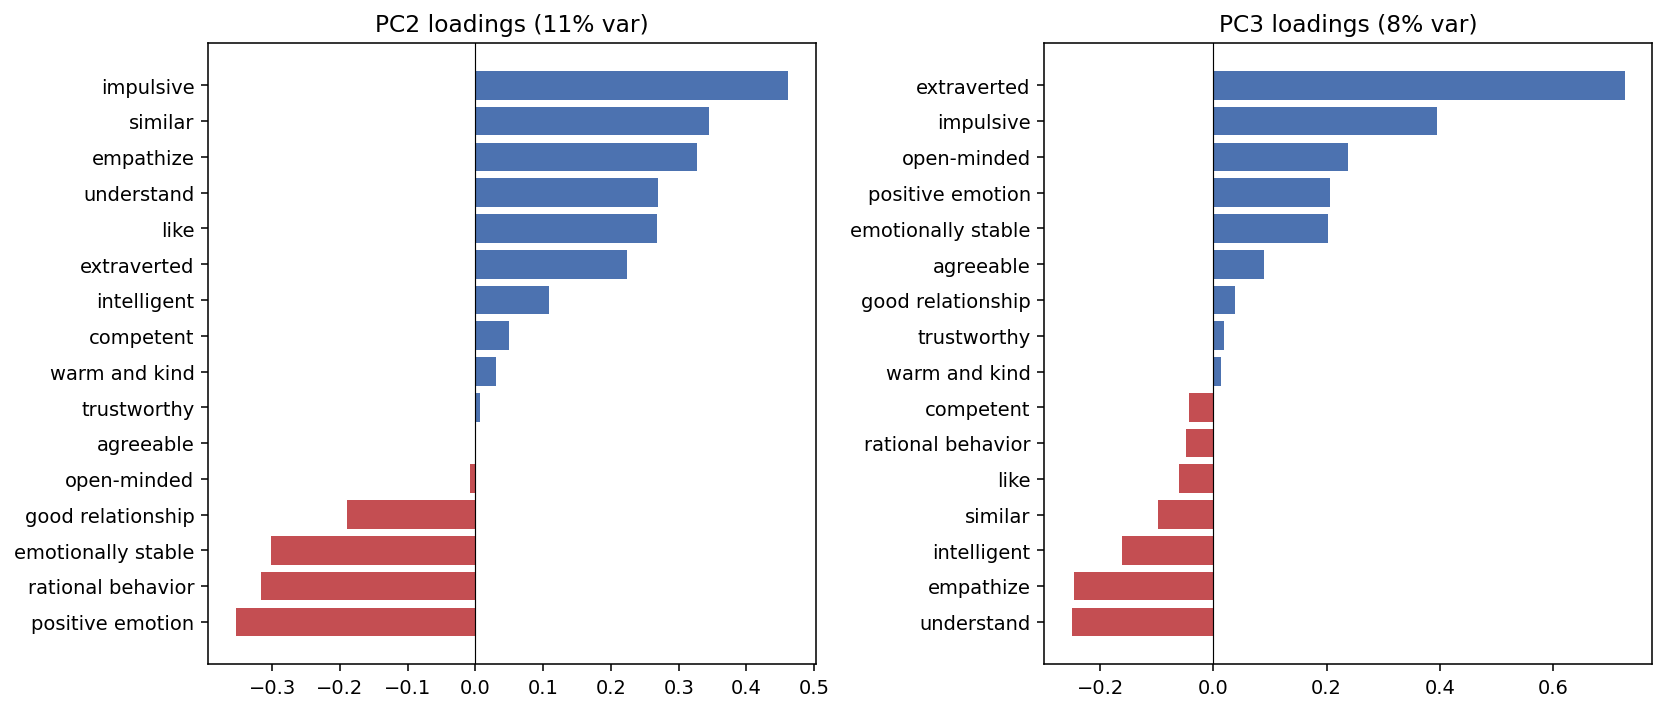 PC2 loadings (11% var)
impulsive
similar
empathize
understand
like
extraverted
intelligent
competent
warm and kind
trustworthy
agreeable
open-minded
good relationship
emotionally stable
rational behavior
positive emotion
−0.3 −0.2 −0.1 0.0 0.1 0.2 0.3 0.4 0.5
PC3 loadings (8% var)
extraverted
impulsive
open-minded
positive emotion
emotionally stable
agreeable
good relationship
trustworthy
warm and kind
competent
rational behavior
like
similar
intelligent
empathize
understand
−0.2 0.0 0.2 0.4 0.6